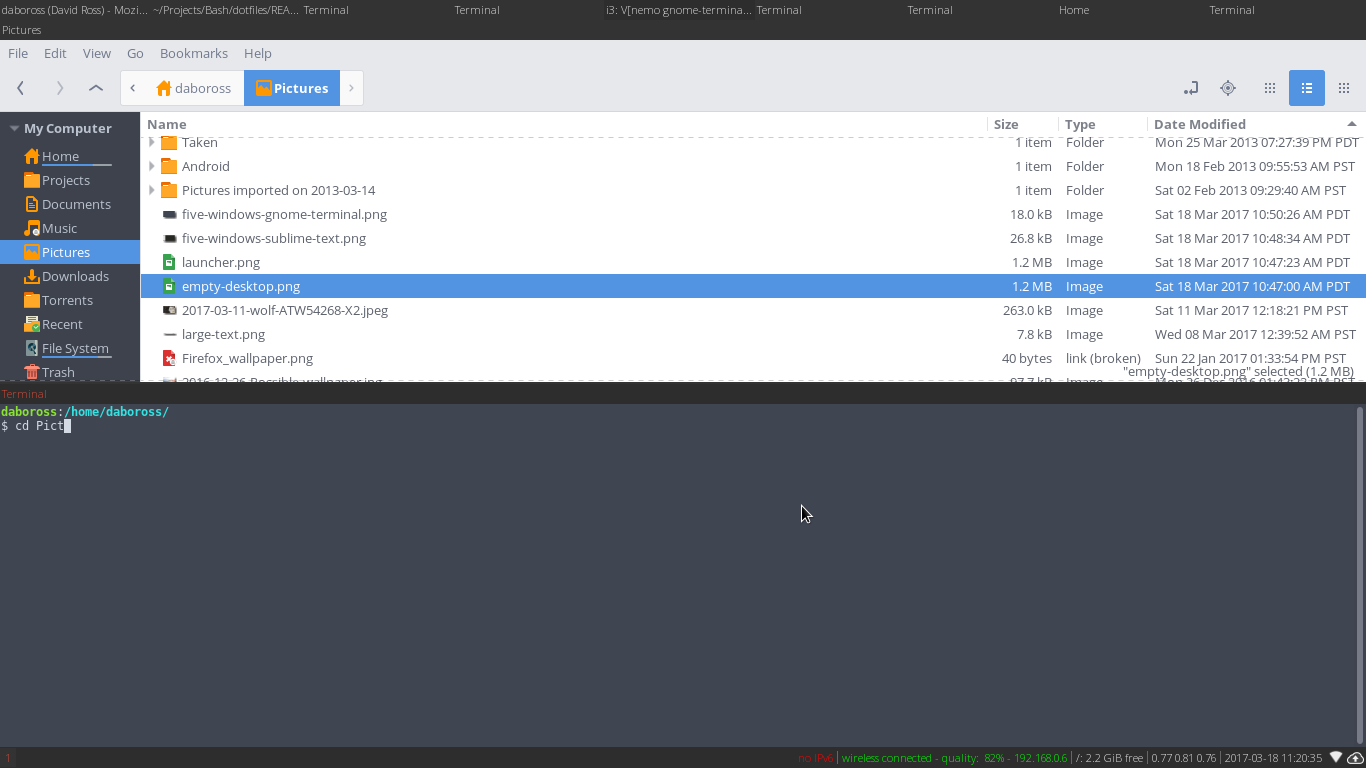 daboross (David Ross) - Mozi... ~/Projects/Bash/dotfiles/REA... Terminal Terminal i3: V[nemo gnome-termina... Terminal Terminal Home Terminal
Pictures
File Edit View Go Bookmarks Help
daboross Pictures
My Computer
Home
Projects
Documents
Music
Pictures
Downloads
Torrents
Recent
File System
Trash
Name Size Type Date Modified
Taken 1 item Folder Mon 25 Mar 2013 07:27:39 PM PDT
Android 1 item Folder Mon 18 Feb 2013 09:55:53 AM PST
Pictures imported on 2013-03-14 1 item Folder Sat 02 Feb 2013 09:29:40 AM PST
five-windows-gnome-terminal.png 18.0 kB Image Sat 18 Mar 2017 10:50:26 AM PDT
five-windows-sublime-text.png 26.8 kB Image Sat 18 Mar 2017 10:48:34 AM PDT
launcher.png 1.2 MB Image Sat 18 Mar 2017 10:47:23 AM PDT
empty-desktop.png 1.2 MB Image Sat 18 Mar 2017 10:47:00 AM PDT
2017-03-11-wolf-ATW54268-X2.jpeg 263.0 kB Image Sat 11 Mar 2017 12:18:21 PM PST
large-text.png 7.8 kB Image Wed 08 Mar 2017 12:39:52 AM PST
Firefox_wallpaper.png 40 bytes link (broken) Sun 22 Jan 2017 01:33:54 PM PST
"empty-desktop.png" selected (1.2 MB)
Terminal
daboross:/home/daboross/
$ cd Pict
1 no IPv6 wireless connected - quality: 82% - 192.168.0.6 /: 2.2 GiB free 0.77 0.81 0.76 2017-03-18 11:20:35